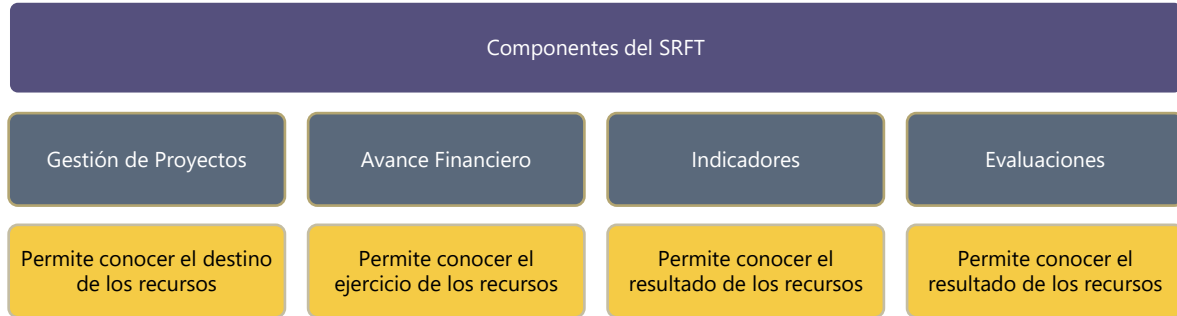 Componentes del SRFT
Gestión de Proyectos
Avance Financiero
Indicadores
Evaluaciones
Permite conocer el destino
de los recursos
Permite conocer el
ejercicio de los recursos
Permite conocer el
resultado de los recursos
Permite conocer el
resultado de los recursos